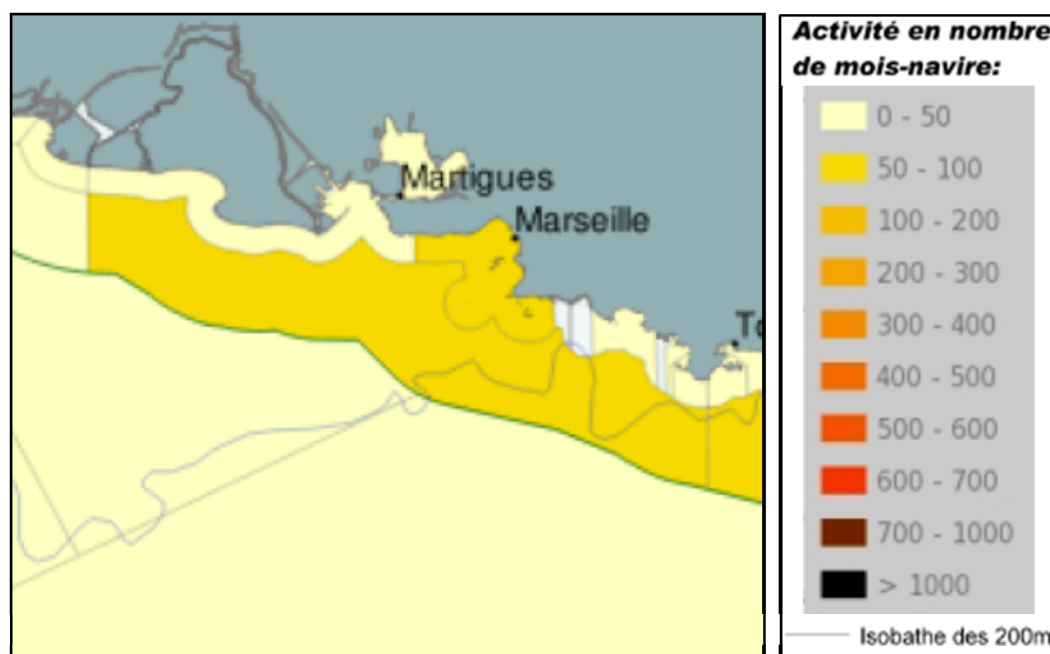 Martigues
Marseille
Activité en nombre
de mois-navire:
0 - 50
50 - 100
100 - 200
200 - 300
300 - 400
400 - 500
500 - 600
600 - 700
700 - 1000
> 1000
Isobathe des 200m